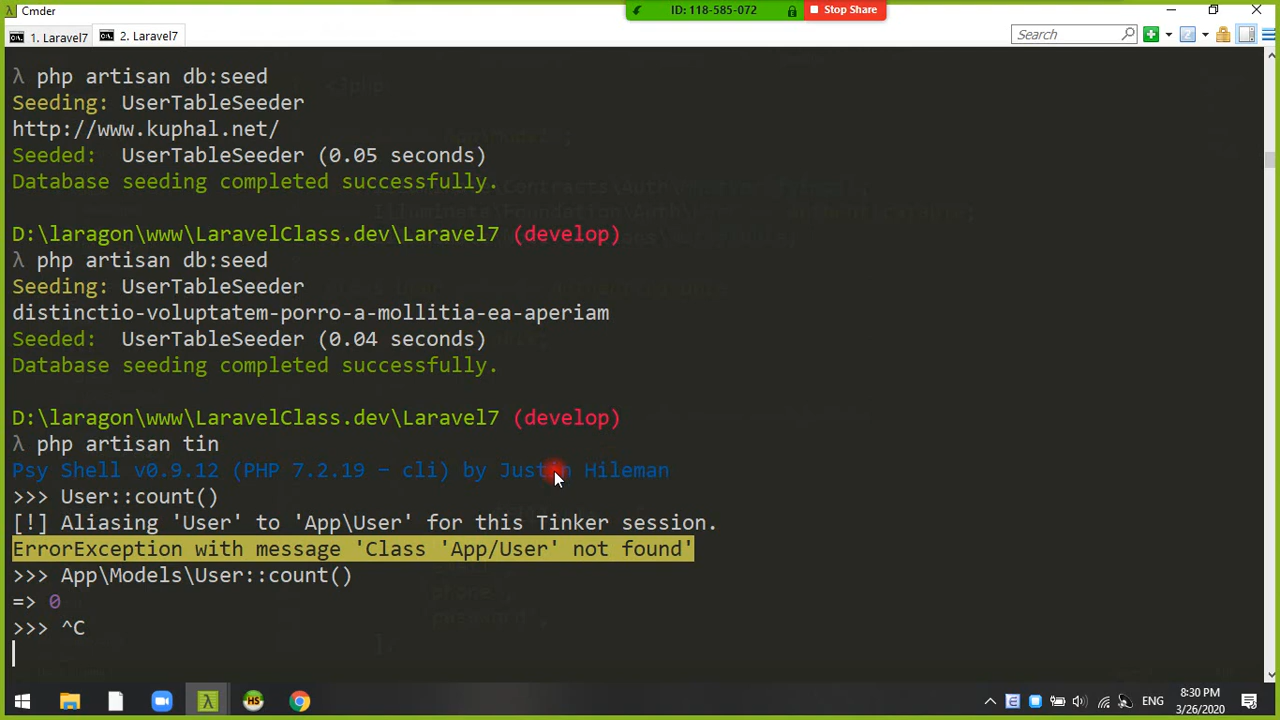 Cmder
ID: 118-585-072
Stop Share
1. Laravel7
2. Laravel7
Search
λ php artisan db:seed
Seeding: UserTableSeeder
http://www.kuphal.net/
Seeded:  UserTableSeeder (0.05 seconds)
Database seeding completed successfully.
D:\laragon\www\LaravelClass.dev\Laravel7 (develop)
λ php artisan db:seed
Seeding: UserTableSeeder
distinctio-voluptatem-porro-a-mollitia-ea-aperiam
Seeded:  UserTableSeeder (0.04 seconds)
Database seeding completed successfully.
D:\laragon\www\LaravelClass.dev\Laravel7 (develop)
λ php artisan tin
Psy Shell v0.9.12 (PHP 7.2.19 — cli) by Justin Hileman
>>> User::count()
[!] Aliasing 'User' to 'App\User' for this Tinker session.
ErrorException with message 'Class 'App/User' not found'
>>> App\Models\User::count()
=> 0
>>> ^C
λ
HS
ENG
8:30 PM
3/26/2020